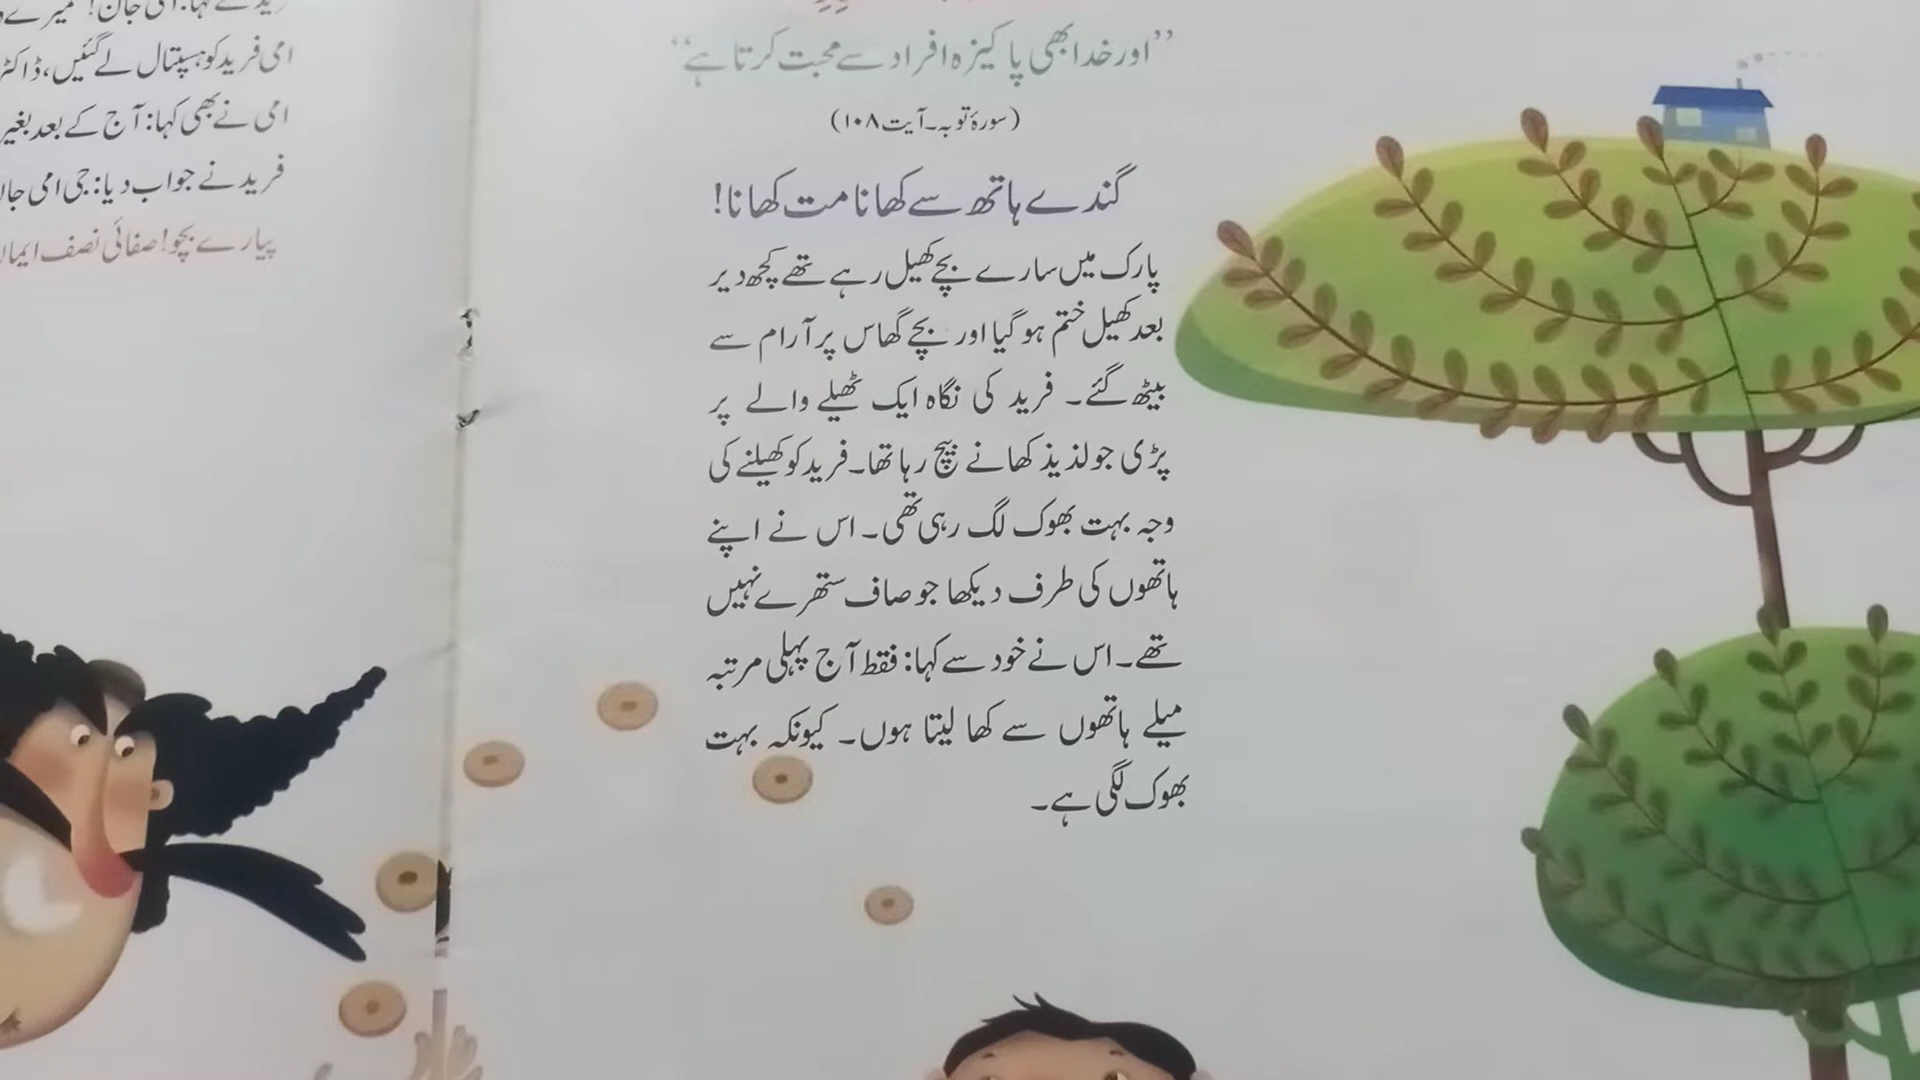 ”اور خدا بھی پاکیزہ افراد سے محبت کرتا ہے“
(سورۂ توبہ۔آیت ۱۰۸)
گندے ہاتھ سے کھانا مت کھانا!
پارک میں سارے بچے کھیل رہے تھے کچھ دیر
بعد کھیل ختم ہو گیا اور بچے گھاس پر آرام سے
بیٹھ گئے۔ فرید کی نگاہ ایک ٹھیلے والے پر
پڑی جو لذیذ کھانے بیچ رہا تھا۔ فرید کو کھیلنے کی
وجہ بہت بھوک لگ رہی تھی۔ اس نے اپنے
ہاتھوں کی طرف دیکھا جو صاف ستھرے نہیں
تھے۔ اس نے خود سے کہا: فقط آج پہلی مرتبہ
میلے ہاتھوں سے کھا لیتا ہوں۔ کیونکہ بہت
بھوک لگی ہے۔
امی فرید کو ہسپتال لے گئیں،
امی نے بھی کہا: آج کے بعد بغیر
فرید نے جواب دیا: جی امی
پیارے بچو! صفائی نصف